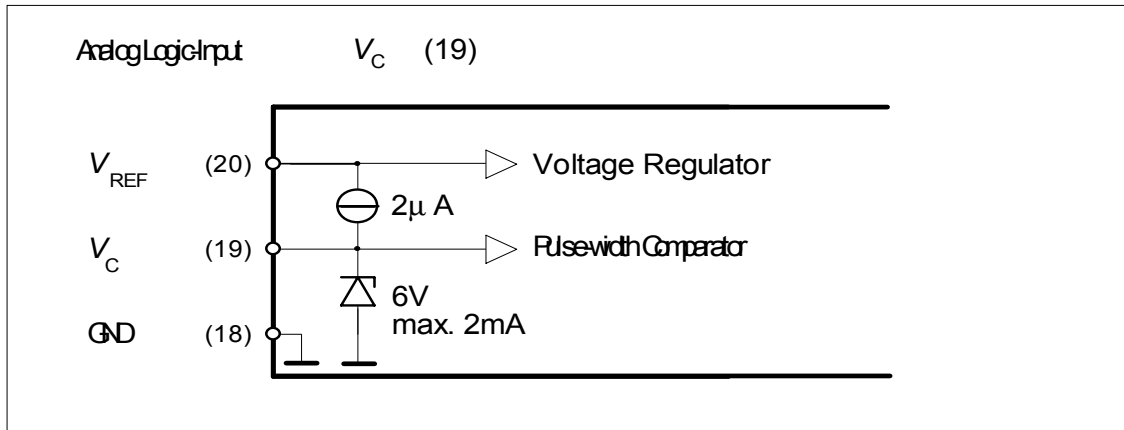 Analog Logic-Input V_C (19)
V_REF (20) Voltage Regulator
2µ A
V_C (19) Pulse-width Comparator
6V
max. 2mA
GND (18)